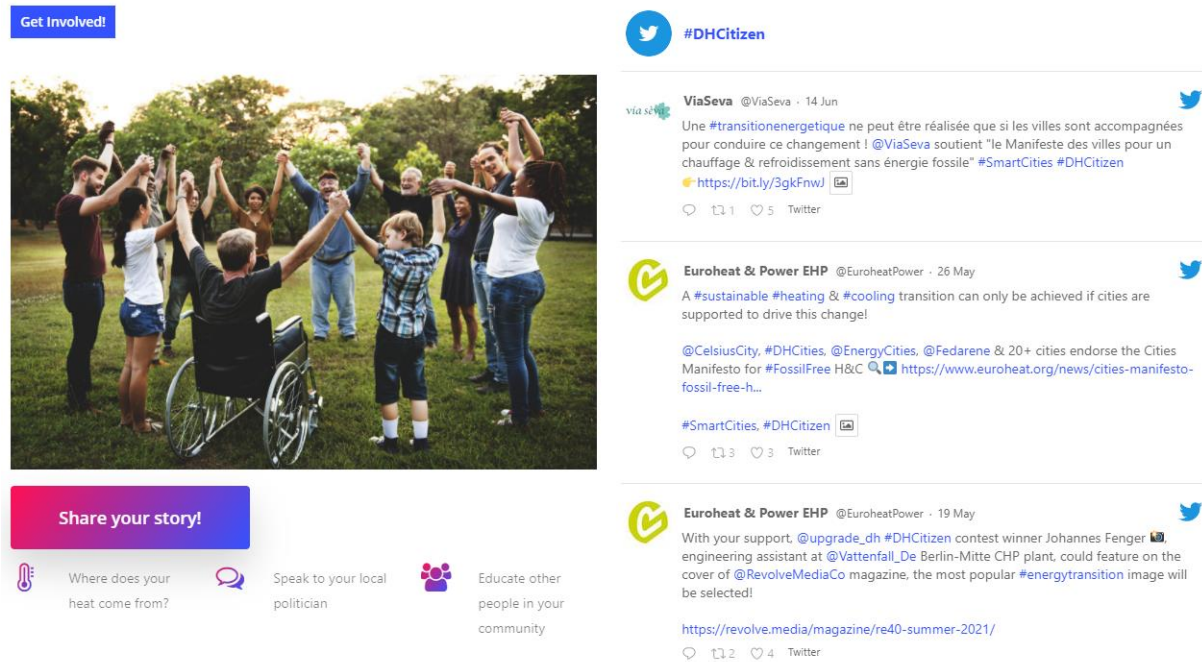 Get Involved!
Share your story!
Where does your
heat come from?
Speak to your local
politician
Educate other
people in your
community
#DHCitizen
via sèva
ViaSeva @ViaSeva · 14 Jun
Une #transitionenergetique ne peut être réalisée que si les villes sont accompagnées
pour conduire ce changement ! @ViaSeva soutient "le Manifeste des villes pour un
chauffage & refroidissement sans énergie fossile" #SmartCities #DHCitizen
👉https://bit.ly/3gkFnwJ
1 5 Twitter
Euroheat & Power EHP @EuroheatPower · 26 May
A #sustainable #heating & #cooling transition can only be achieved if cities are
supported to drive this change!
@CelsiusCity, #DHCities, @EnergyCities, @Fedarene & 20+ cities endorse the Cities
Manifesto for #FossilFree H&C 🔍➡️ https://www.euroheat.org/news/cities-manifesto-
fossil-free-h...
#SmartCities, #DHCitizen
3 3 Twitter
Euroheat & Power EHP @EuroheatPower · 19 May
With your support, @upgrade_dh #DHCitizen contest winner Johannes Fenger 📸,
engineering assistant at @Vattenfall_De Berlin-Mitte CHP plant, could feature on the
cover of @RevolveMediaCo magazine, the most popular #energytransition image will
be selected!
https://revolve.media/magazine/re40-summer-2021/
2 4 Twitter